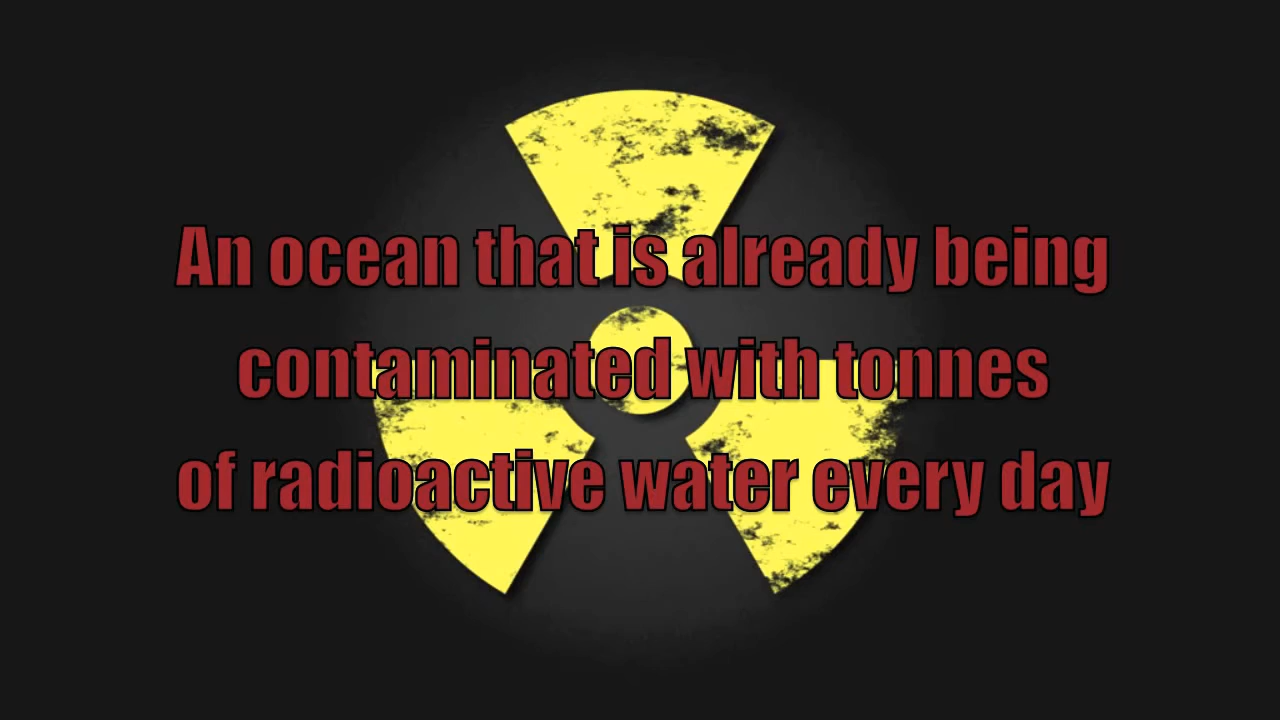 An ocean that is already being
contaminated with tonnes
of radioactive water every day